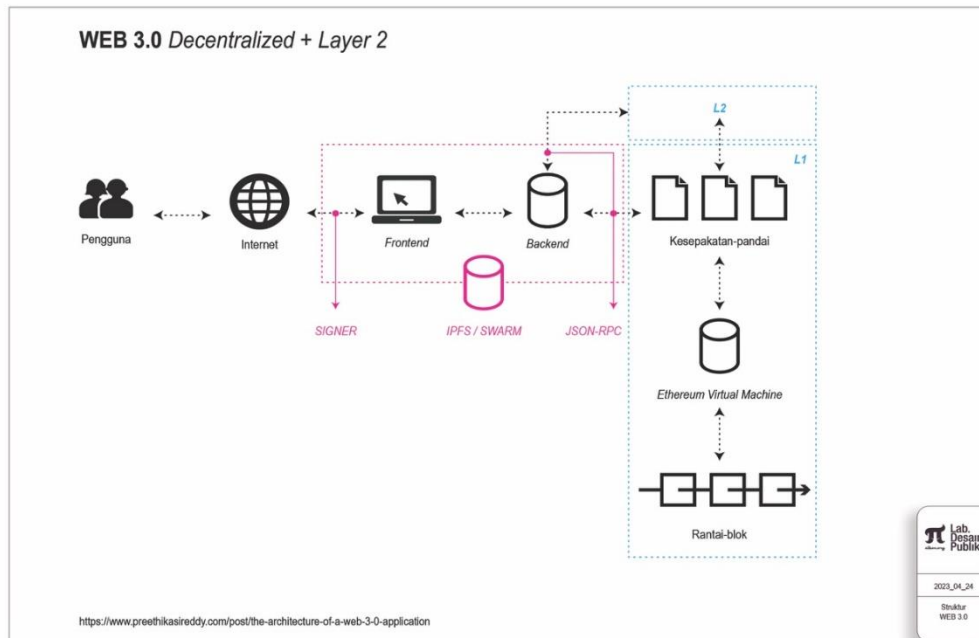 WEB 3.0 Decentralized + Layer 2
L2
L1
Pengguna
Internet
Frontend
Backend
Kesepakatan-pandai
SIGNER
IPFS / SWARM
JSON-RPC
Ethereum Virtual Machine
Rantai-blok
Lab.
Desain
Publik
2023_04_24
Struktur
WEB 3.0
https://www.preethikasireddy.com/post/the-architecture-of-a-web-3-0-application